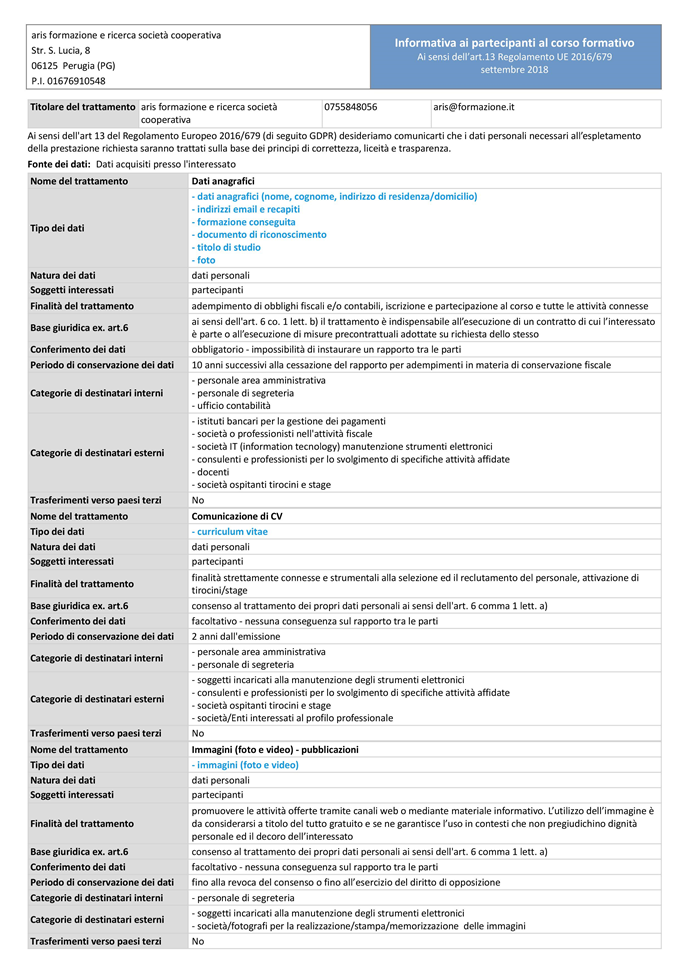 aris formazione e ricerca società cooperativa
Str. S. Lucia, 8
06125 Perugia (PG)
P.I. 01676910548
Informativa ai partecipanti al corso formativo
Ai sensi dell'art.13 Regolamento UE 2016/679
settembre 2018
Titolare del trattamento aris formazione e ricerca società 0755848056 aris@formazione.it
cooperativa
Ai sensi dell'art 13 del Regolamento Europeo 2016/679 (di seguito GDPR) desideriamo comunicarti che i dati personali necessari all'espletamento
della prestazione richiesta saranno trattati sulla base dei principi di correttezza, liceità e trasparenza.
Fonte dei dati: Dati acquisiti presso l'interessato
Nome del trattamento Dati anagrafici
Tipo dei dati
- dati anagrafici (nome, cognome, indirizzo di residenza/domicilio)
- indirizzi email e recapiti
- formazione conseguita
- documento di riconoscimento
- titolo di studio
- foto
Natura dei dati dati personali
Soggetti interessati partecipanti
Finalità del trattamento adempimento di obblighi fiscali e/o contabili, iscrizione e partecipazione al corso e tutte le attività connesse
Base giuridica ex. art.6
ai sensi dell'art. 6 co. 1 lett. b) il trattamento è indispensabile all'esecuzione di un contratto di cui l'interessato
è parte o all'esecuzione di misure precontrattuali adottate su richiesta dello stesso
Conferimento dei dati obbligatorio - impossibilità di instaurare un rapporto tra le parti
Periodo di conservazione dei dati 10 anni successivi alla cessazione del rapporto per adempimenti in materia di conservazione fiscale
Categorie di destinatari interni
- personale area amministrativa
- personale di segreteria
- ufficio contabilità
Categorie di destinatari esterni
- istituti bancari per la gestione dei pagamenti
- società o professionisti nell'attività fiscale
- società IT (information tecnology) manutenzione strumenti elettronici
- consulenti e professionisti per lo svolgimento di specifiche attività affidate
- docenti
- società ospitanti tirocini e stage
Trasferimenti verso paesi terzi No
Nome del trattamento Comunicazione di CV
Tipo dei dati - curriculum vitae
Natura dei dati dati personali
Soggetti interessati partecipanti
Finalità del trattamento
finalità strettamente connesse e strumentali alla selezione ed il reclutamento del personale, attivazione di
tirocini/stage
Base giuridica ex. art.6 consenso al trattamento dei propri dati personali ai sensi dell'art. 6 comma 1 lett. a)
Conferimento dei dati facoltativo - nessuna conseguenza sul rapporto tra le parti
Periodo di conservazione dei dati 2 anni dall'emissione
Categorie di destinatari interni
- personale area amministrativa
- personale di segreteria
Categorie di destinatari esterni
- soggetti incaricati alla manutenzione degli strumenti elettronici
- consulenti e professionisti per lo svolgimento di specifiche attività affidate
- società ospitanti tirocini e stage
- società/Enti interessati al profilo professionale
Trasferimenti verso paesi terzi No
Nome del trattamento Immagini (foto e video) - pubblicazioni
Tipo dei dati - immagini (foto e video)
Natura dei dati dati personali
Soggetti interessati partecipanti
Finalità del trattamento
promuovere le attività offerte tramite canali web o mediante materiale informativo. L'utilizzo dell'immagine è
da considerarsi a titolo del tutto gratuito e se ne garantisce l'uso in contesti che non pregiudichino dignità
personale ed il decoro dell'interessato
Base giuridica ex. art.6 consenso al trattamento dei propri dati personali ai sensi dell'art. 6 comma 1 lett. a)
Conferimento dei dati facoltativo - nessuna conseguenza sul rapporto tra le parti
Periodo di conservazione dei dati fino alla revoca del consenso o fino all'esercizio del diritto di opposizione
Categorie di destinatari interni - personale di segreteria
Categorie di destinatari esterni
- soggetti incaricati alla manutenzione degli strumenti elettronici
- società/fotografi per la realizzazione/stampa/memorizzazione delle immagini
Trasferimenti verso paesi terzi No